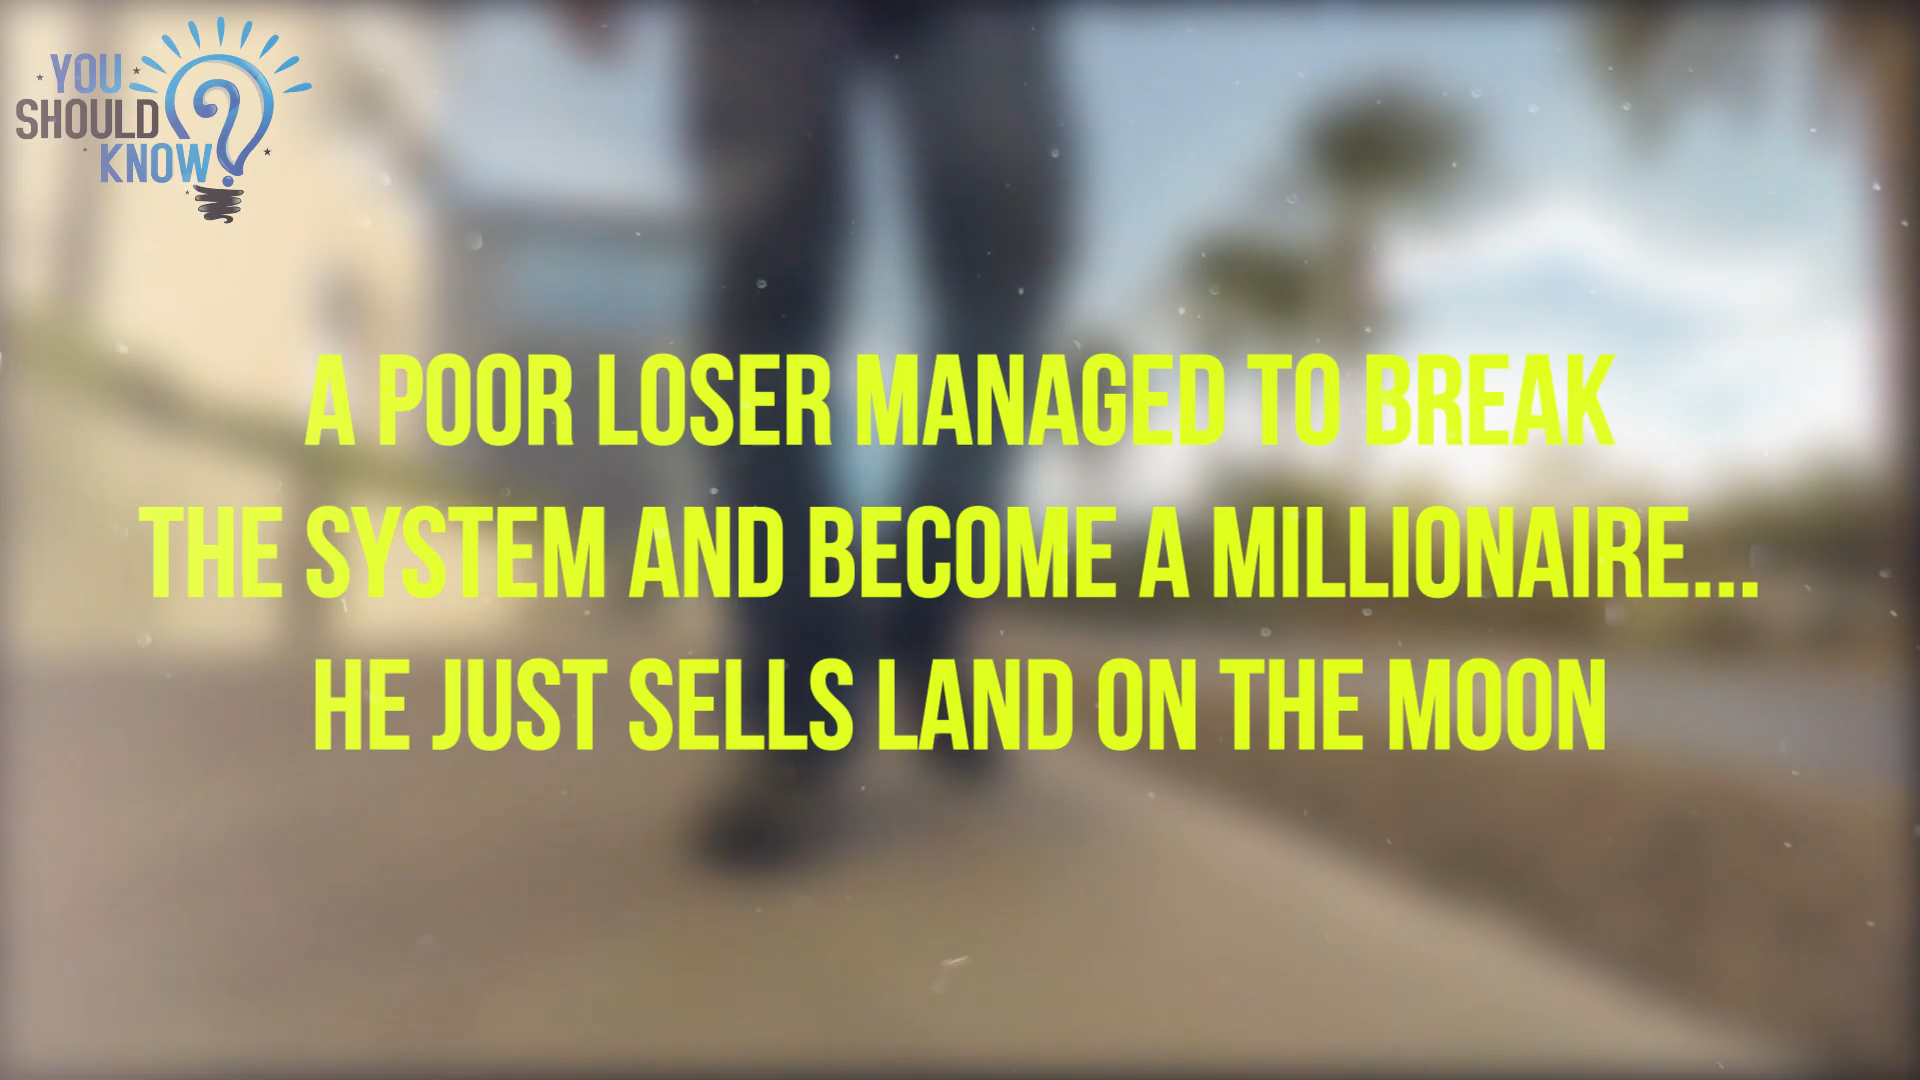 YOU
SHOULD
KNOW
A POOR LOSER MANAGED TO BREAK
THE SYSTEM AND BECOME A MILLIONAIRE...
HE JUST SELLS LAND ON THE MOON